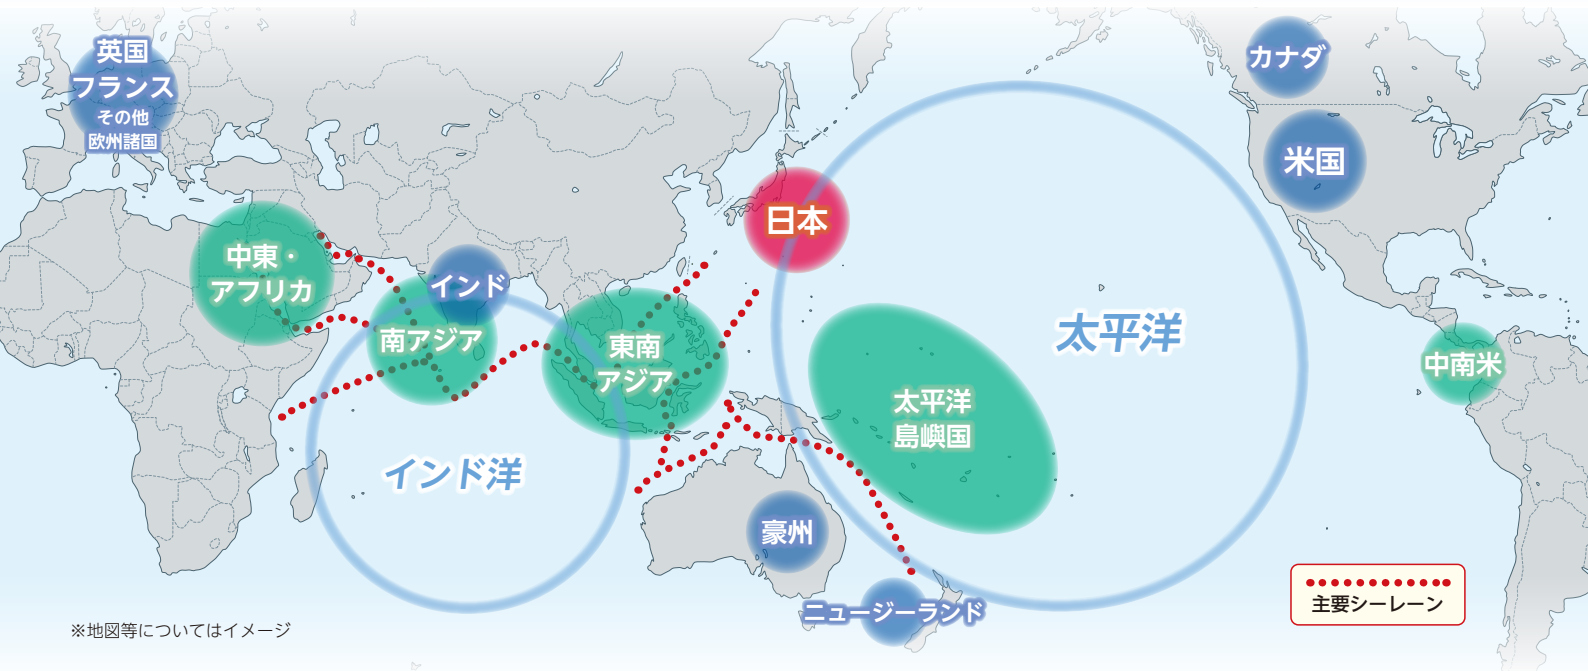 英国
フランス
その他
欧州諸国
カナダ
米国
日本
中東・
アフリカ
インド
南アジア
東南
アジア
太平洋
中南米
太平洋
島嶼国
インド洋
豪州
ニュージーランド
主要シーレーン
※地図等についてはイメージ